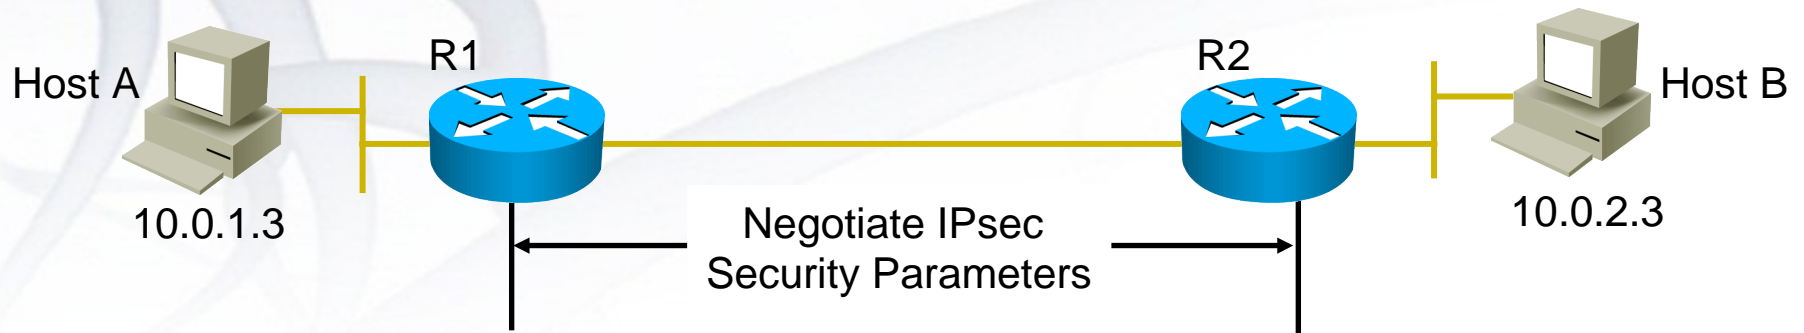 R1
R2
Host A
Host B
10.0.1.3
10.0.2.3
Negotiate IPsec
Security Parameters